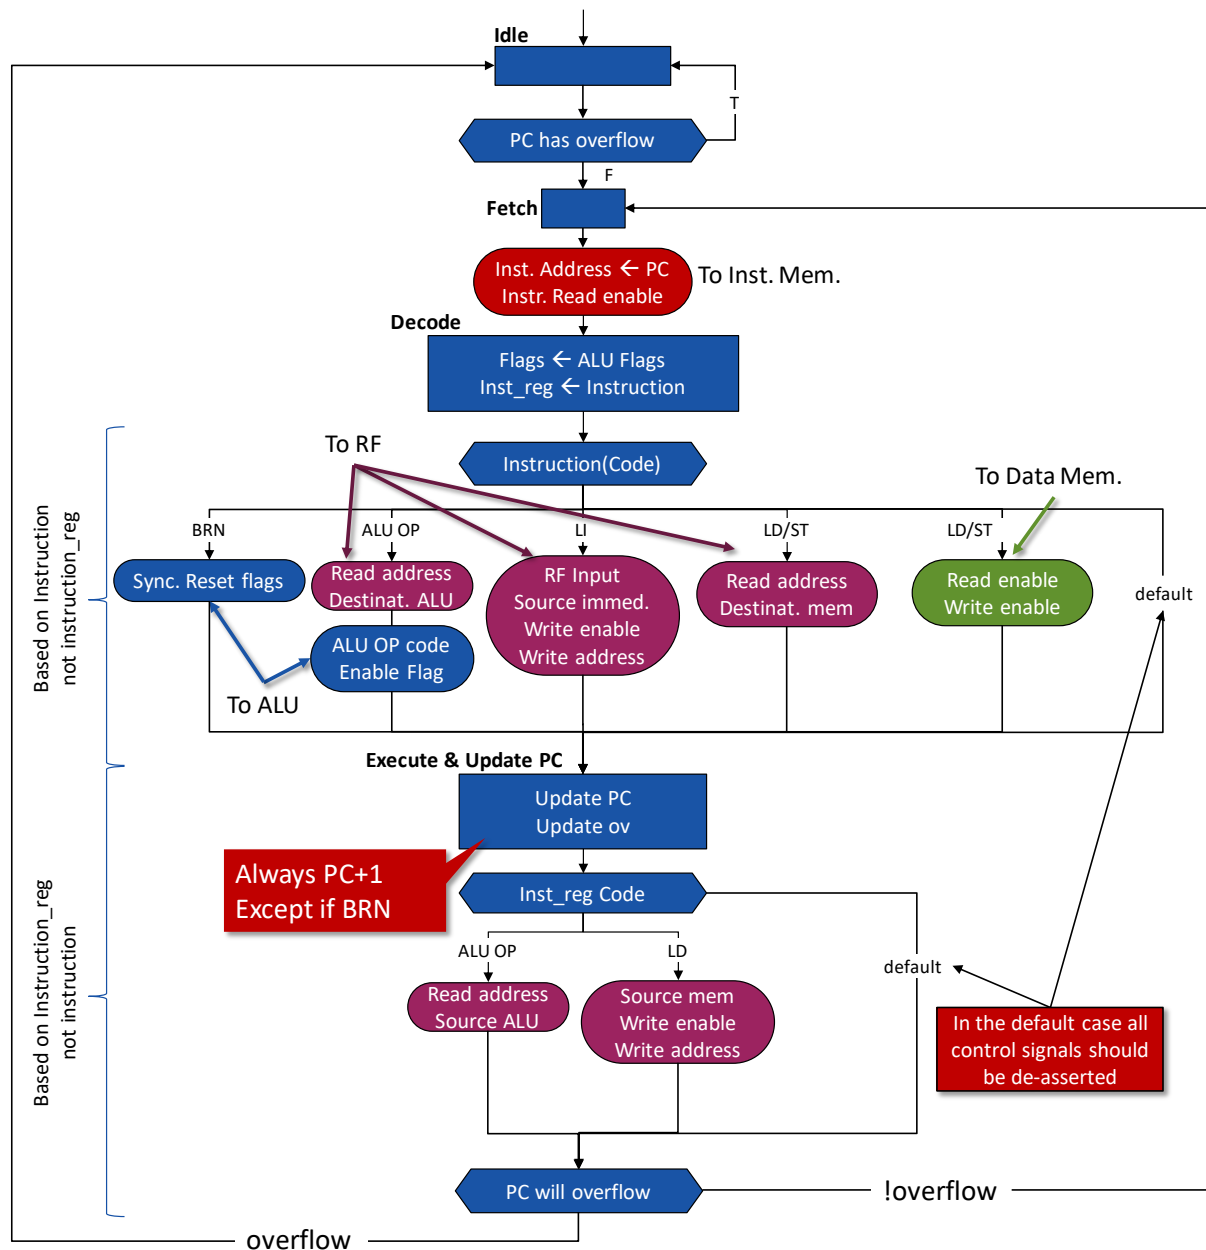 Idle
T
PC has overflow
F
Fetch
Inst. Address ← PC
Instr. Read enable
To Inst. Mem.
Decode
Flags ← ALU Flags
Inst_reg ← Instruction
To RF
Instruction(Code)
To Data Mem.
BRN
ALU OP
LI
LD/ST
LD/ST
Sync. Reset flags
Read address
Destinat. ALU
RF Input
Source immed.
Write enable
Write address
Read address
Destinat. mem
Read enable
Write enable
default
ALU OP code
Enable Flag
To ALU
Based on Instruction
not instruction_reg
Execute & Update PC
Update PC
Update ov
Always PC+1
Except if BRN
Inst_reg Code
ALU OP
LD
default
Read address
Source ALU
Source mem
Write enable
Write address
In the default case all
control signals should
be de-asserted
Based on Instruction_reg
not instruction
PC will overflow
!overflow
overflow